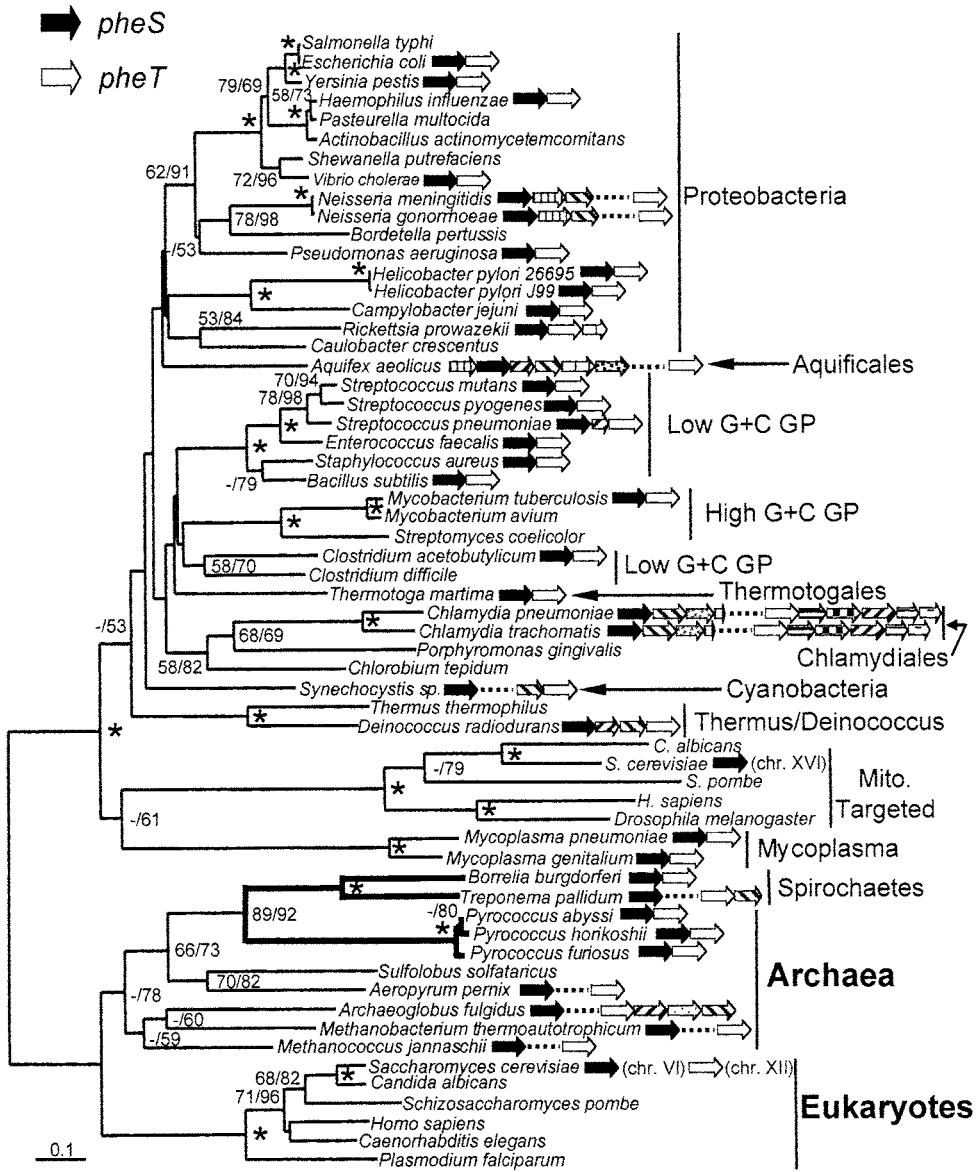 pheS
pheT
* Salmonella typhi
Escherichia coli
* Yersinia pestis
79/69
58/73
Haemophilus influenzae
* Pasteurella multocida
*
Actinobacillus actinomycetemcomitans
Shewanella putrefaciens
62/91
72/96
Vibrio cholerae
* Neisseria meningitidis
Proteobacteria
Neisseria gonorrhoeae
78/98
Bordetella pertussis
-/53
Pseudomonas aeruginosa
* Helicobacter pylori 26695
* Helicobacter pylori J99
Campylobacter jejuni
53/84
Rickettsia prowazekii
Caulobacter crescentus
Aquifex aeolicus
Aquificales
70/94
Streptococcus mutans
78/98
Streptococcus pyogenes
Streptococcus pneumoniae
Low G+C GP
*
Enterococcus faecalis
Staphylococcus aureus
-/79
Bacillus subtilis
Mycobacterium tuberculosis
*
Mycobacterium avium
High G+C GP
*
Streptomyces coelicolor
Clostridium acetobutylicum
58/70
Low G+C GP
Clostridium difficile
Thermotoga martima
Thermotogales
Chlamydia pneumoniae
*
-/53
68/69
Chlamydia trachomatis
Porphyromonas gingivalis
Chlamydiales
58/82
Chlorobium tepidum
Synechocystis sp.
Cyanobacteria
Thermus thermophilus
*
*
Deinococcus radiodurans
Thermus/Deinococcus
C. albicans
*
-/79
S. cerevisiae (chr. XVI)
*
S. pombe
Mito.
Targeted
H. sapiens
*
Drosophila melanogaster
-/61
Mycoplasma pneumoniae
*
Mycoplasma
Mycoplasma genitalium
Borrelia burgdorferi
*
Spirochaetes
Treponema pallidum
89/92
-/80
Pyrococcus abyssi
*
Pyrococcus horikoshii
66/73
Pyrococcus furiosus
Archaea
Sulfolobus solfataricus
70/82
Aeropyrum pernix
-/78
Archaeoglobus fulgidus
-/60
Methanobacterium thermoautotrophicum
-/59
Methanococcus jannaschii
68/82
* Saccharomyces cerevisiae (chr. VI) (chr. XII)
Candida albicans
71/96
Schizosaccharomyces pombe
Eukaryotes
*
Homo sapiens
Caenorhabditis elegans
0.1
Plasmodium falciparum